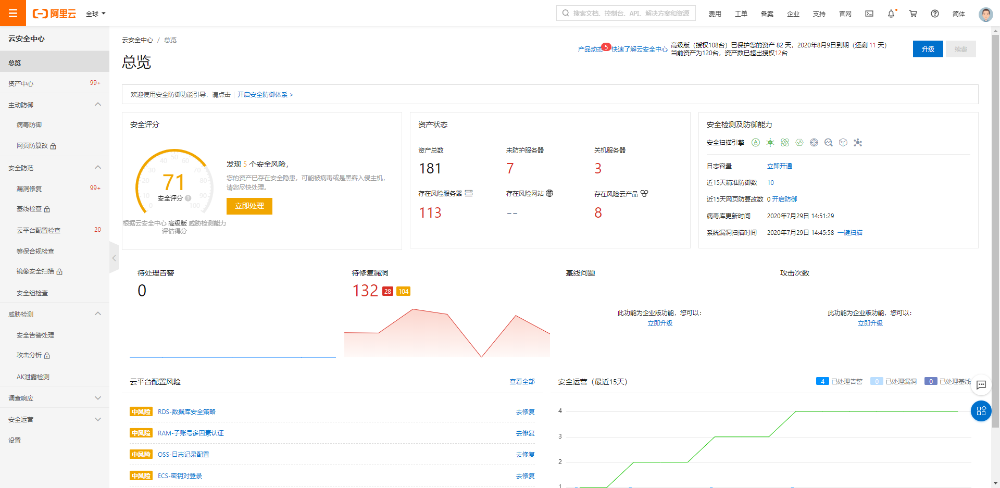 阿里云
全球
搜索文档、控制台、API、解决方案和资源
费用
工单
备案
企业
支持
官网
简体
云安全中心
总览
资产中心 99+
主动防御
病毒防御
网页防篡改
安全防范
漏洞修复 99+
基线检查
云平台配置检查 20
等保合规检查
镜像安全扫描
安全组检查
威胁检测
安全告警处理
攻击分析
AK泄露检测
调查响应
安全运营
设置
云安全中心 / 总览
总览
产品动态 5 快速了解云安全中心
高级版（授权108台）已保护您的资产 82 天，2020年8月9日到期（还剩 11 天）
当前资产为120台，资产数已超出授权12台
升级
续费
欢迎使用安全防御功能引导，请点击 开启安全防御体系 >
安全评分
0 10 20 30 40 50 60 70 80 90 100
71
安全评分 ?
根据云安全中心 高级版 威胁检测能力
评估得分
发现 5 个安全风险，
您的资产已存在安全隐患，可能被病毒或是黑客入侵主机，
请您尽快处理。
立即处理
资产状态
资产总数 未防护服务器 关机服务器
181 7 3
存在风险服务器 存在风险网站 存在风险云产品
113 -- 8
安全检测及防御能力
安全扫描引擎
日志容量 立即开通
近15天精准防御数 10
近15天网页防篡改数 0 开启防御
病毒库更新时间 2020年7月29日 14:51:29
系统漏洞扫描时间 2020年7月29日 14:45:58 一键扫描
待处理告警
0
待修复漏洞
132 28 104
基线问题
此功能为企业版功能，您可以：
立即升级
攻击次数
此功能为企业版功能，您可以：
立即升级
云平台配置风险 查看全部
中风险 RDS-数据库安全策略 去修复
中风险 RAM-子账号多因素认证 去修复
中风险 OSS-日志记录配置 去修复
中风险 ECS-密钥对登录 去修复
安全运营（最近15天）
4 已处理告警 0 已处理漏洞 0 已处理基线
4
3
2
1